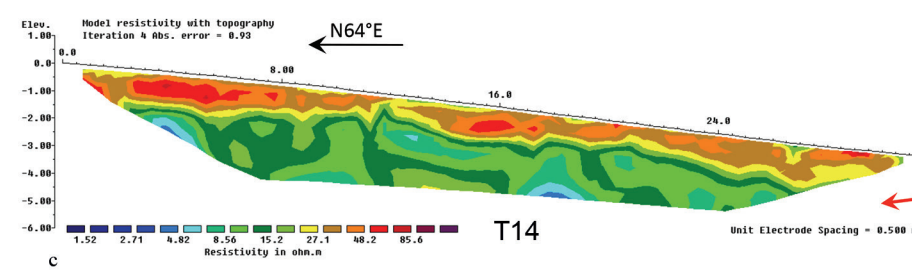 Elev.
Model resistivity with topography
Iteration 4 Abs. error = 0.93
N64°E
1.00
0.0
-1.00
-2.00
-3.00
-4.00
-5.00
-6.00
0.0
8.00
16.0
24.0
1.52 2.71 4.82 8.56 15.2 27.1 48.2 85.6
Resistivity in ohm.m
T14
Unit Electrode Spacing = 0.500
c